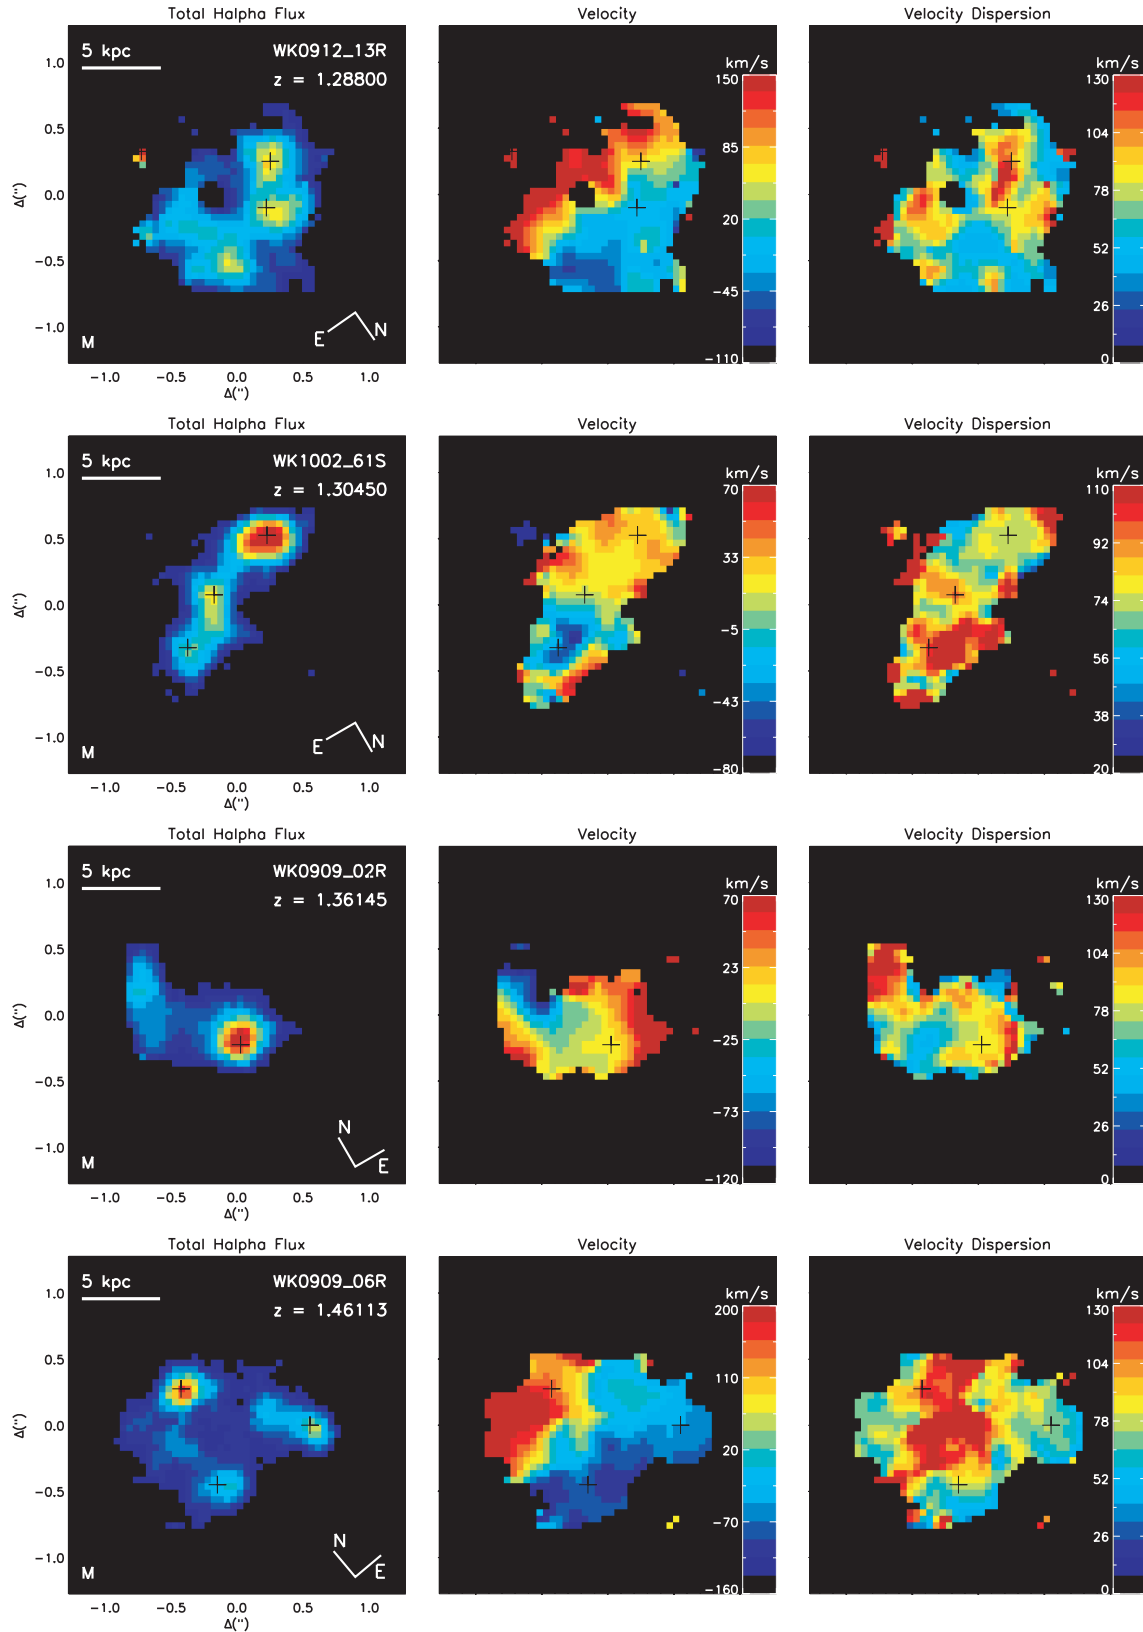 Total Halpha Flux
Velocity
Velocity Dispersion
5 kpc
WK0912_13R
z = 1.28800
1.0
0.5
0.0
−0.5
−1.0
Δ('')
M
E
N
−1.0 −0.5 0.0 0.5 1.0
Δ('')
km/s
150
85
20
−45
−110
km/s
130
104
78
52
26
0
Total Halpha Flux
Velocity
Velocity Dispersion
5 kpc
WK1002_61S
z = 1.30450
1.0
0.5
0.0
−0.5
−1.0
Δ('')
M
E
N
−1.0 −0.5 0.0 0.5 1.0
Δ('')
km/s
70
33
−5
−43
−80
km/s
110
92
74
56
38
20
Total Halpha Flux
Velocity
Velocity Dispersion
5 kpc
WK0909_02R
z = 1.36145
1.0
0.5
0.0
−0.5
−1.0
Δ('')
M
N
E
−1.0 −0.5 0.0 0.5 1.0
Δ('')
km/s
70
23
−25
−73
−120
km/s
130
104
78
52
26
0
Total Halpha Flux
Velocity
Velocity Dispersion
5 kpc
WK0909_06R
z = 1.46113
1.0
0.5
0.0
−0.5
−1.0
Δ('')
M
N
E
−1.0 −0.5 0.0 0.5 1.0
Δ('')
km/s
200
110
20
−70
−160
km/s
130
104
78
52
26
0